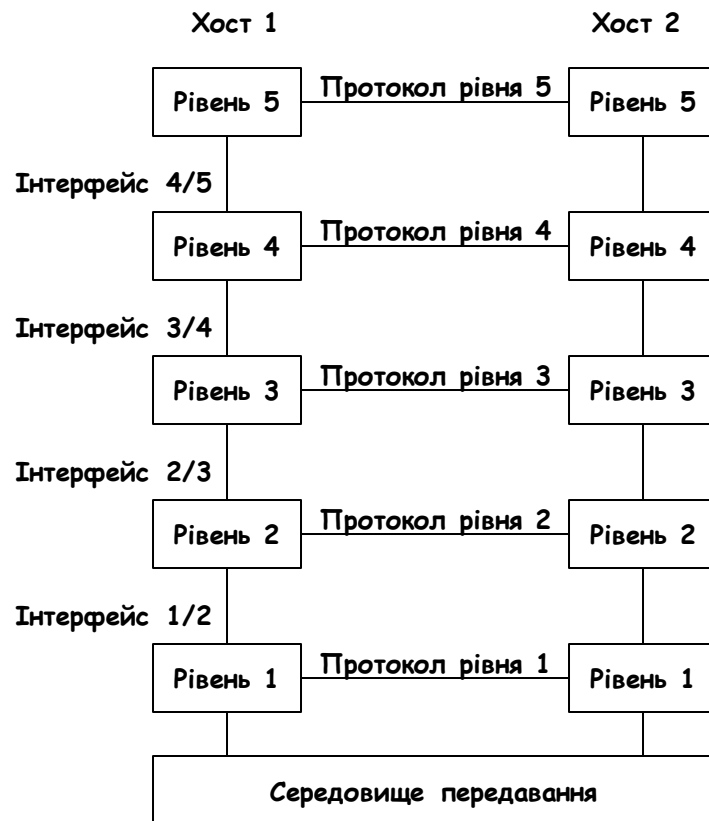 Хост 1 Хост 2
Рівень 5 Протокол рівня 5 Рівень 5
Інтерфейс 4/5
Рівень 4 Протокол рівня 4 Рівень 4
Інтерфейс 3/4
Рівень 3 Протокол рівня 3 Рівень 3
Інтерфейс 2/3
Рівень 2 Протокол рівня 2 Рівень 2
Інтерфейс 1/2
Рівень 1 Протокол рівня 1 Рівень 1
Середовище передавання